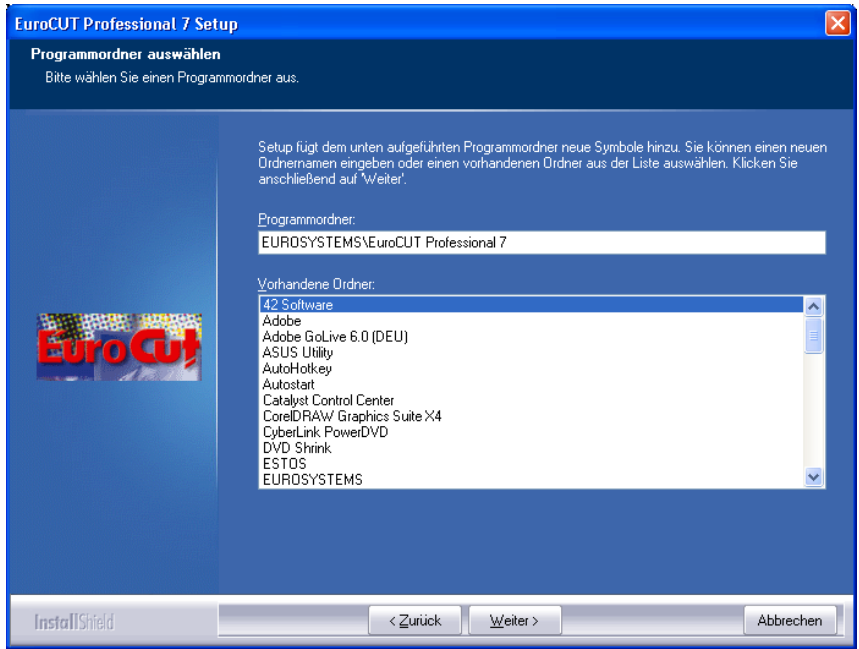 EuroCUT Professional 7 Setup
Programmordner auswählen
Bitte wählen Sie einen Programmordner aus.
Setup fügt dem unten aufgeführten Programmordner neue Symbole hinzu. Sie können einen neuen
Ordnernamen eingeben oder einen vorhandenen Ordner aus der Liste auswählen. Klicken Sie
anschließend auf 'Weiter'.
Programmordner:
EUROSYSTEMS\EuroCUT Professional 7
Vorhandene Ordner:
42 Software
Adobe
Adobe GoLive 6.0 (DEU)
ASUS Utility
AutoHotkey
Autostart
Catalyst Control Center
CorelDRAW Graphics Suite X4
CyberLink PowerDVD
DVD Shrink
ESTOS
EUROSYSTEMS
EuroCut
InstallShield
< Zurück
Weiter >
Abbrechen